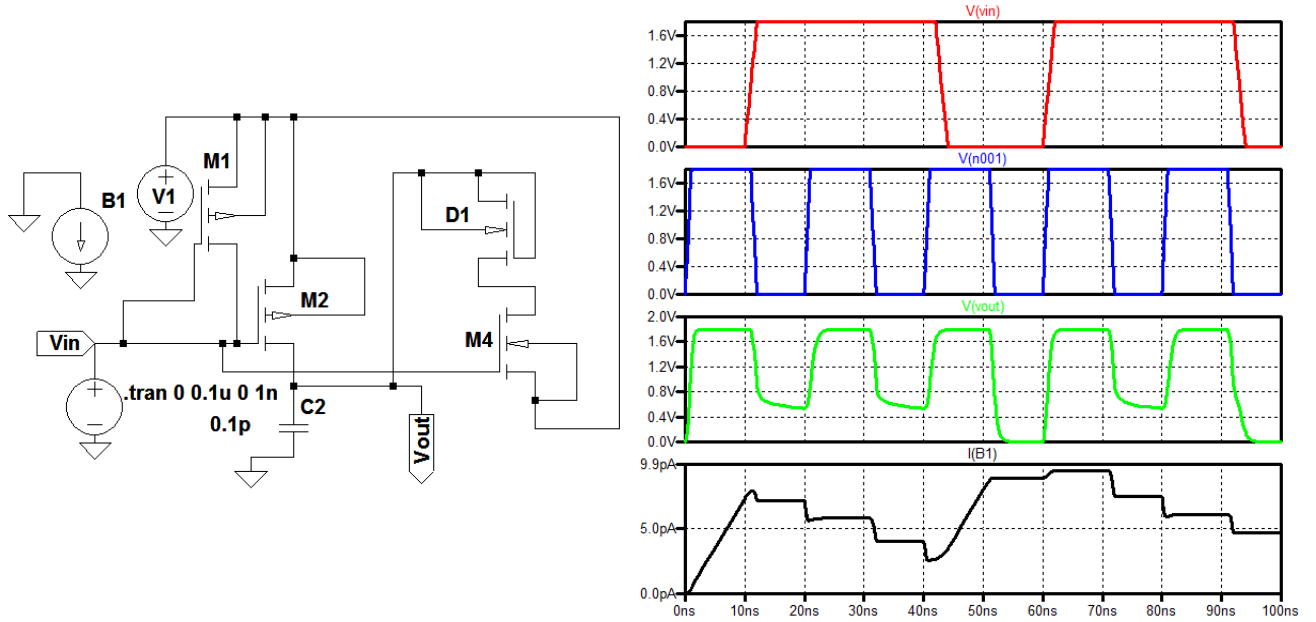 M1
B1
V1
D1
M2
M4
Vin
.tran 0 0.1u 0 1n
C2
0.1p
Vout
V(vin)
1.6V
1.2V
0.8V
0.4V
0.0V
V(n001)
1.6V
1.2V
0.8V
0.4V
0.0V
V(vout)
2.0V
1.6V
1.2V
0.8V
0.4V
0.0V
I(B1)
9.9pA
5.0pA
0.0pA
0ns 10ns 20ns 30ns 40ns 50ns 60ns 70ns 80ns 90ns 100ns